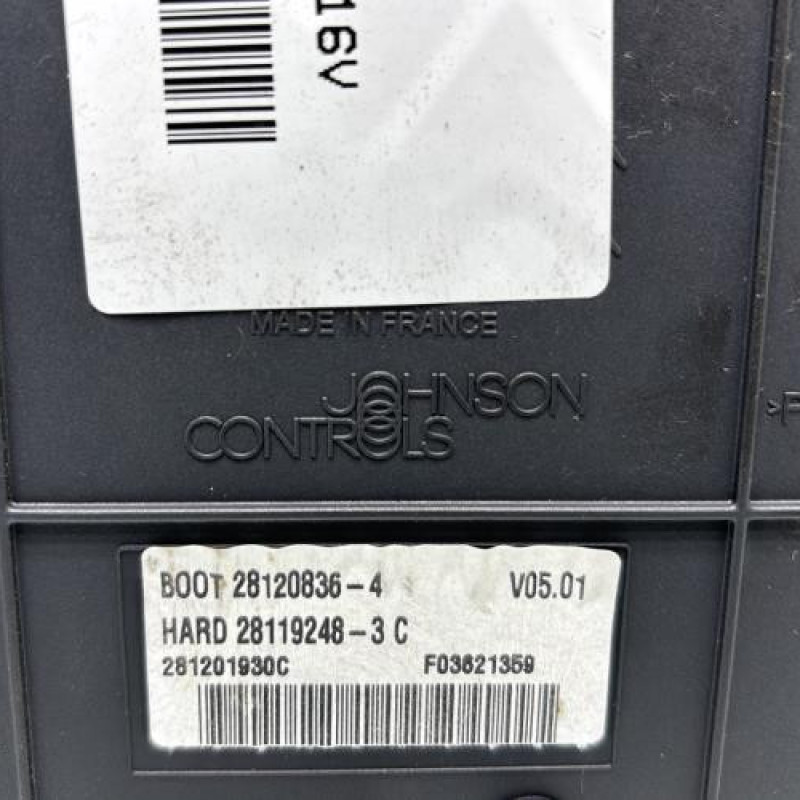 16V
MADE IN FRANCE
JOHNSON
CONTROLS
>P
BOOT 28120836-4 V05.01
HARD 28119248-3 C
281201930C F03621359